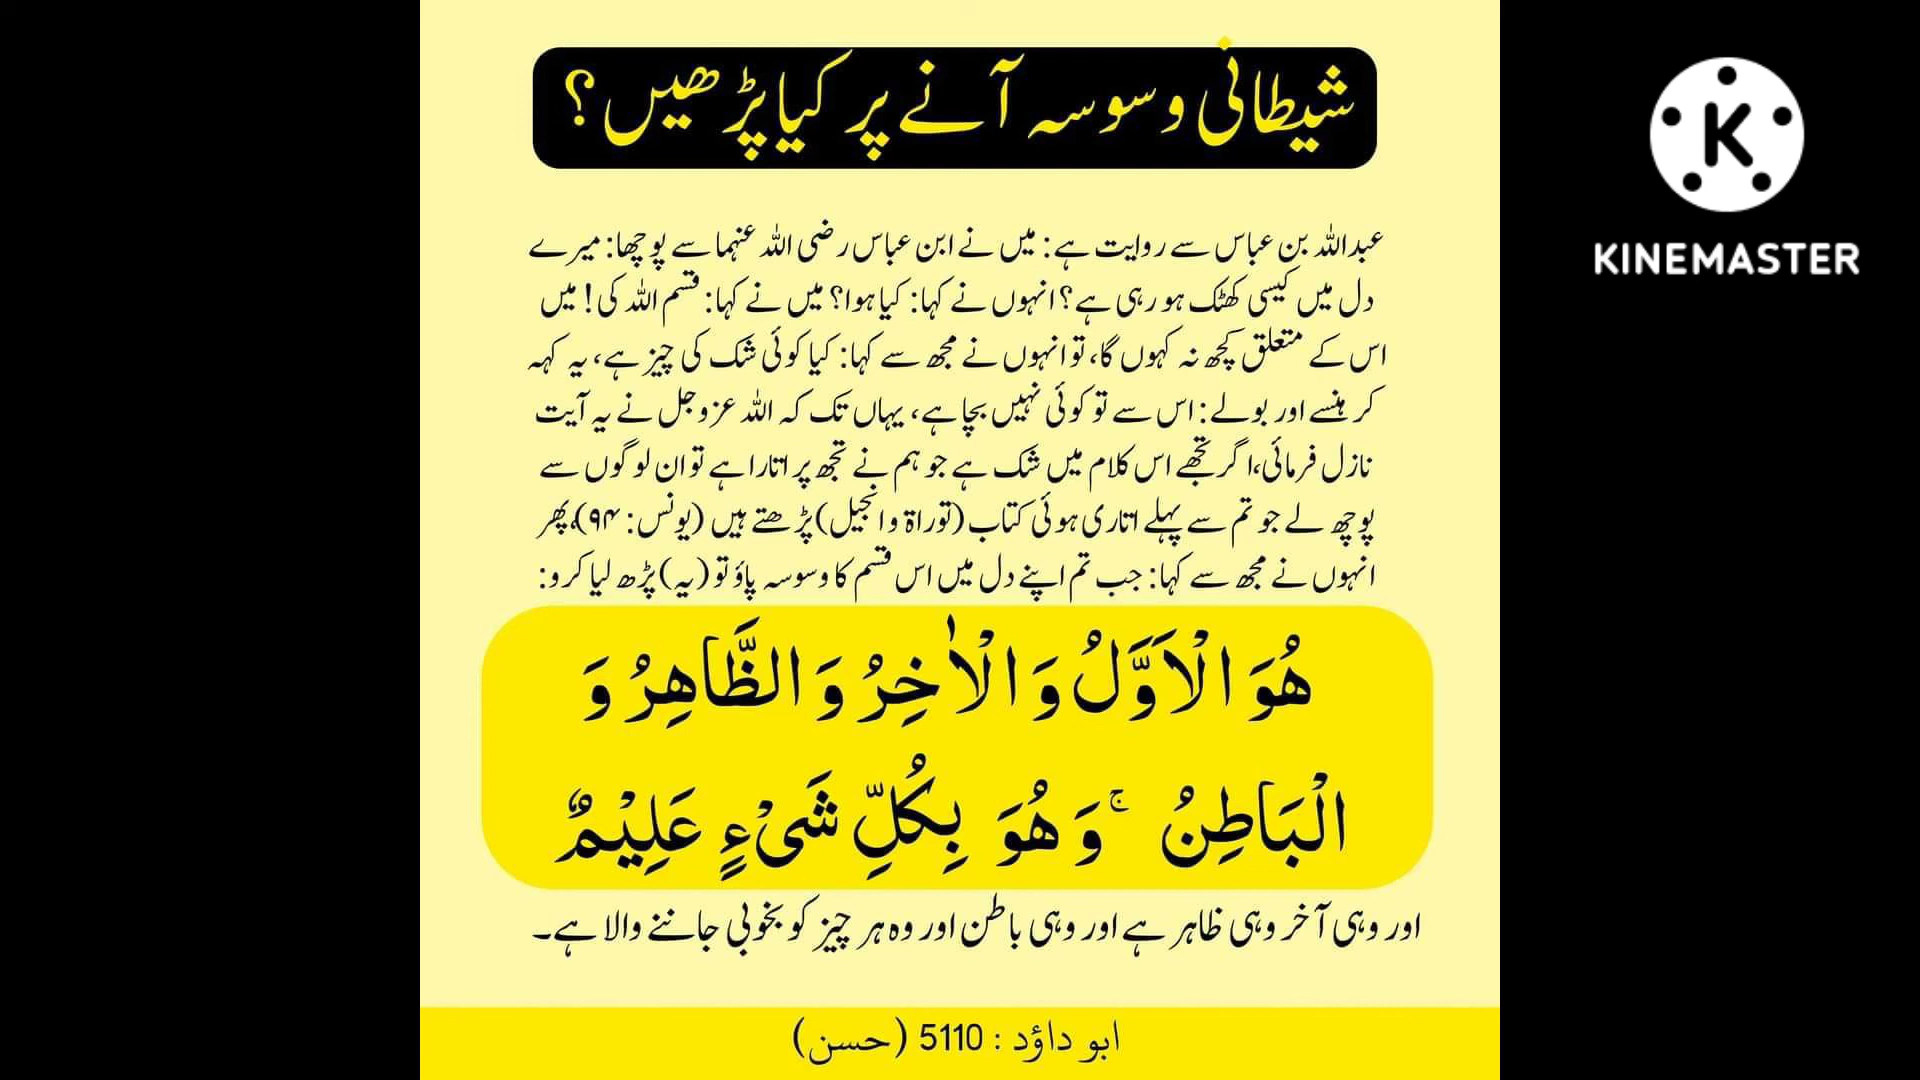 شیطانی وسوسہ آنے پر کیا پڑھیں؟
KINEMASTER
عبداللہ بن عباس سے روایت ہے: میں نے ابن عباس رضی اللہ عنہما سے پوچھا: میرے
دل میں کیسی کھٹک ہو رہی ہے؟ انہوں نے کہا: کیا ہوا؟ میں نے کہا: قسم اللہ کی! میں
اس کے متعلق کچھ نہ کہوں گا، تو انہوں نے مجھ سے کہا: کیا کوئی شک کی چیز ہے، یہ کہہ
کر ہنسے اور بولے: اس سے تو کوئی نہیں بچا ہے، یہاں تک کہ اللہ عزوجل نے یہ آیت
نازل فرمائی، اگر تجھے اس کلام میں شک ہے جو ہم نے تجھ پر اتارا ہے تو ان لوگوں سے
پوچھ لے جو تم سے پہلے اتاری ہوئی کتاب (توراۃ و انجیل) پڑھتے ہیں (یونس: ۹۴)، پھر
انہوں نے مجھ سے کہا: جب تم اپنے دل میں اس قسم کا وسوسہ پاؤ تو (یہ) پڑھ لیا کرو:
هُوَ الْاَوَّلُ وَ الْاٰخِرُ وَ الظَّاهِرُ وَ
الْبَاطِنُ ۚ وَ هُوَ بِكُلِّ شَیْءٍ عَلِیْمٌ
اور وہی آخر وہی ظاہر ہے اور وہی باطن اور وہ ہر چیز کو بخوبی جاننے والا ہے۔
ابو داؤد : 5110 (حسن)